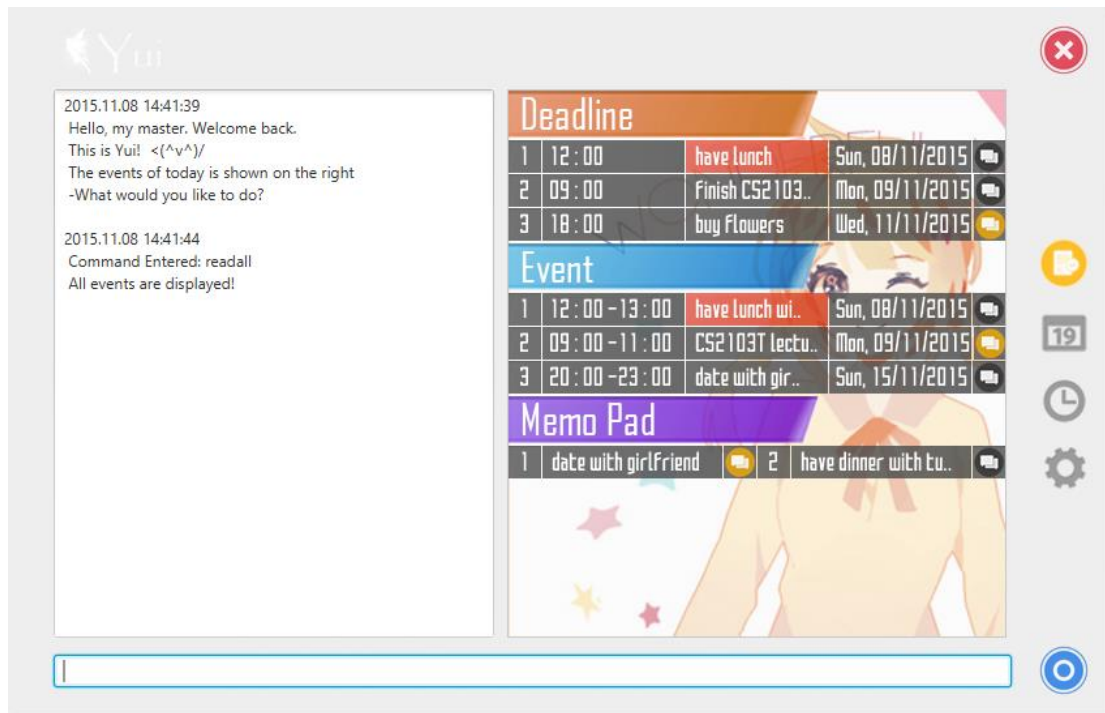 Yui
2015.11.08 14:41:39
Hello, my master. Welcome back.
This is Yui! <(^v^)/
The events of today is shown on the right
-What would you like to do?
2015.11.08 14:41:44
Command Entered: readall
All events are displayed!
Deadline
1 12:00 have lunch Sun, 08/11/2015
2 09:00 finish CS2103.. Mon, 09/11/2015
3 18:00 buy flowers Wed, 11/11/2015
Event
1 12:00-13:00 have lunch wi.. Sun, 08/11/2015
2 09:00-11:00 CS2103T lectu.. Mon, 09/11/2015
3 20:00-23:00 date with gir.. Sun, 15/11/2015
Memo Pad
1 date with girlfriend 2 have dinner with tu..
19